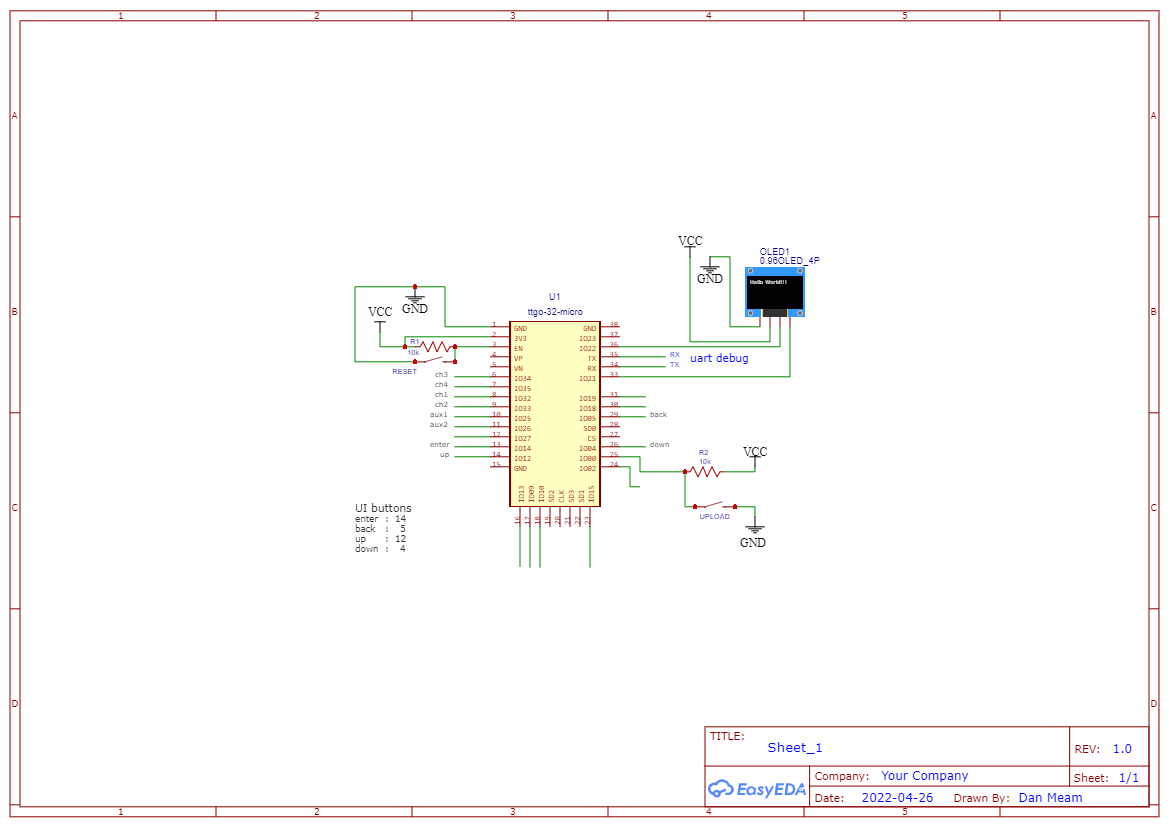 1 2 3 4 5
A A
B B
C C
D D
VCC
GND
OLED1
0.96OLED_4P
Hello World!!!
VCC
GND
U1
ttgo-32-micro
R1
10k
RESET
ch3
ch4
ch1
ch2
aux1
aux2
enter
up
1 GND
2 3V3
3 EN
4 VP
5 VN
6 IO34
7 IO35
8 IO32
9 IO33
10 IO25
11 IO26
12 IO27
13 IO14
14 IO12
15 GND
GND 38
IO23 37
IO22 36
TX 35
RX 34
IO21 33
IO19 31
IO18 30
IO05 29
SD0 28
CS 27
IO04 26
IO00 25
IO02 24
IO13 IO09 IO10 SD2 CLK SD3 SD1 IO15
16 17 18 19 20 21 22 23
RX
TX
uart debug
back
down
R2
10k
VCC
UPLOAD
GND
UI buttons
enter : 14
back : 5
up : 12
down : 4
TITLE:
Sheet_1
REV: 1.0
EasyEDA
Company: Your Company
Sheet: 1/1
Date: 2022-04-26 Drawn By: Dan Meam
1 2 3 4 5